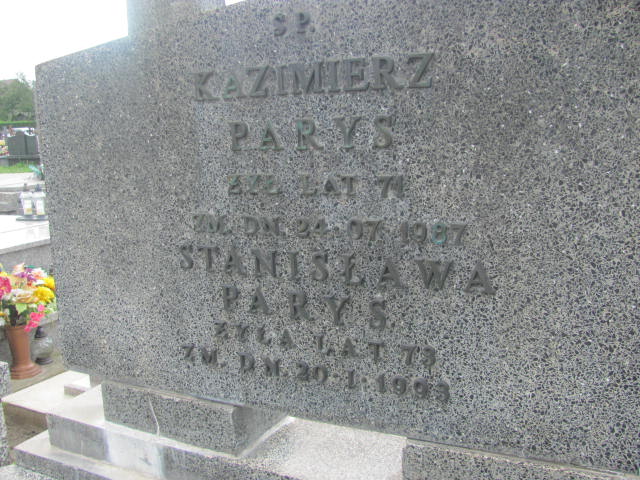 SP.
KAZIMIERZ
PARYS
ŻYŁ LAT 71
ZM. DN. 24-07.1987
STANISŁAWA
PARYS
ŻYŁA LAT 73
ZM. DN. 20-1-1993